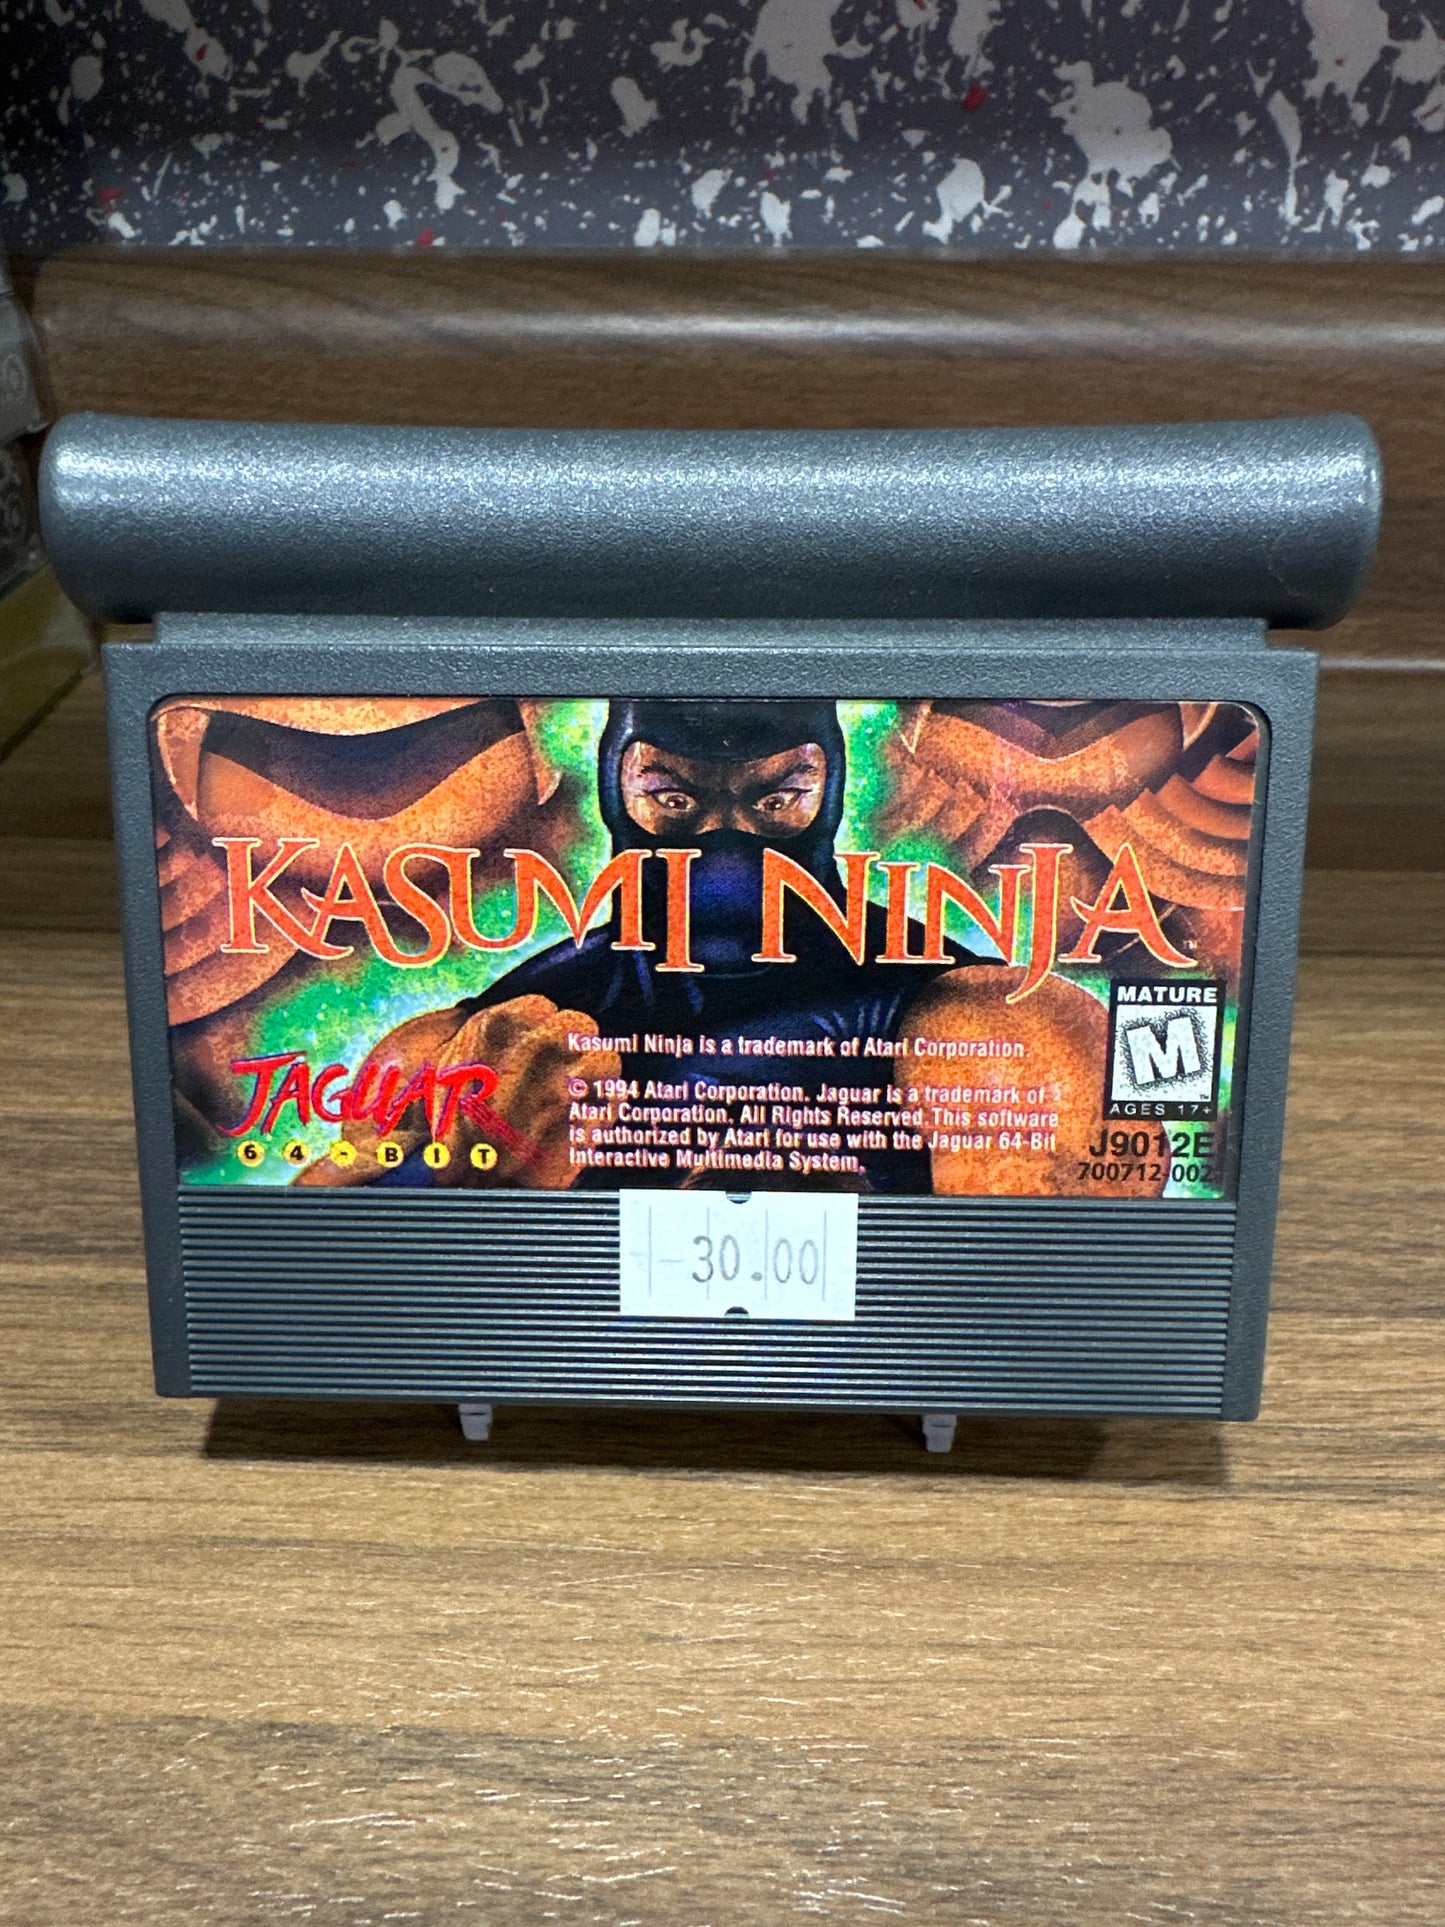 KASUMI NINJA™
MATURE
M
AGES 17+
Kasumi Ninja is a trademark of Atari Corporation.
© 1994 Atari Corporation. Jaguar is a trademark of
Atari Corporation. All Rights Reserved. This software
is authorized by Atari for use with the Jaguar 64-Bit
Interactive Multimedia System.
JAGUAR
64-BIT
J9012E
700712-002
-30.00